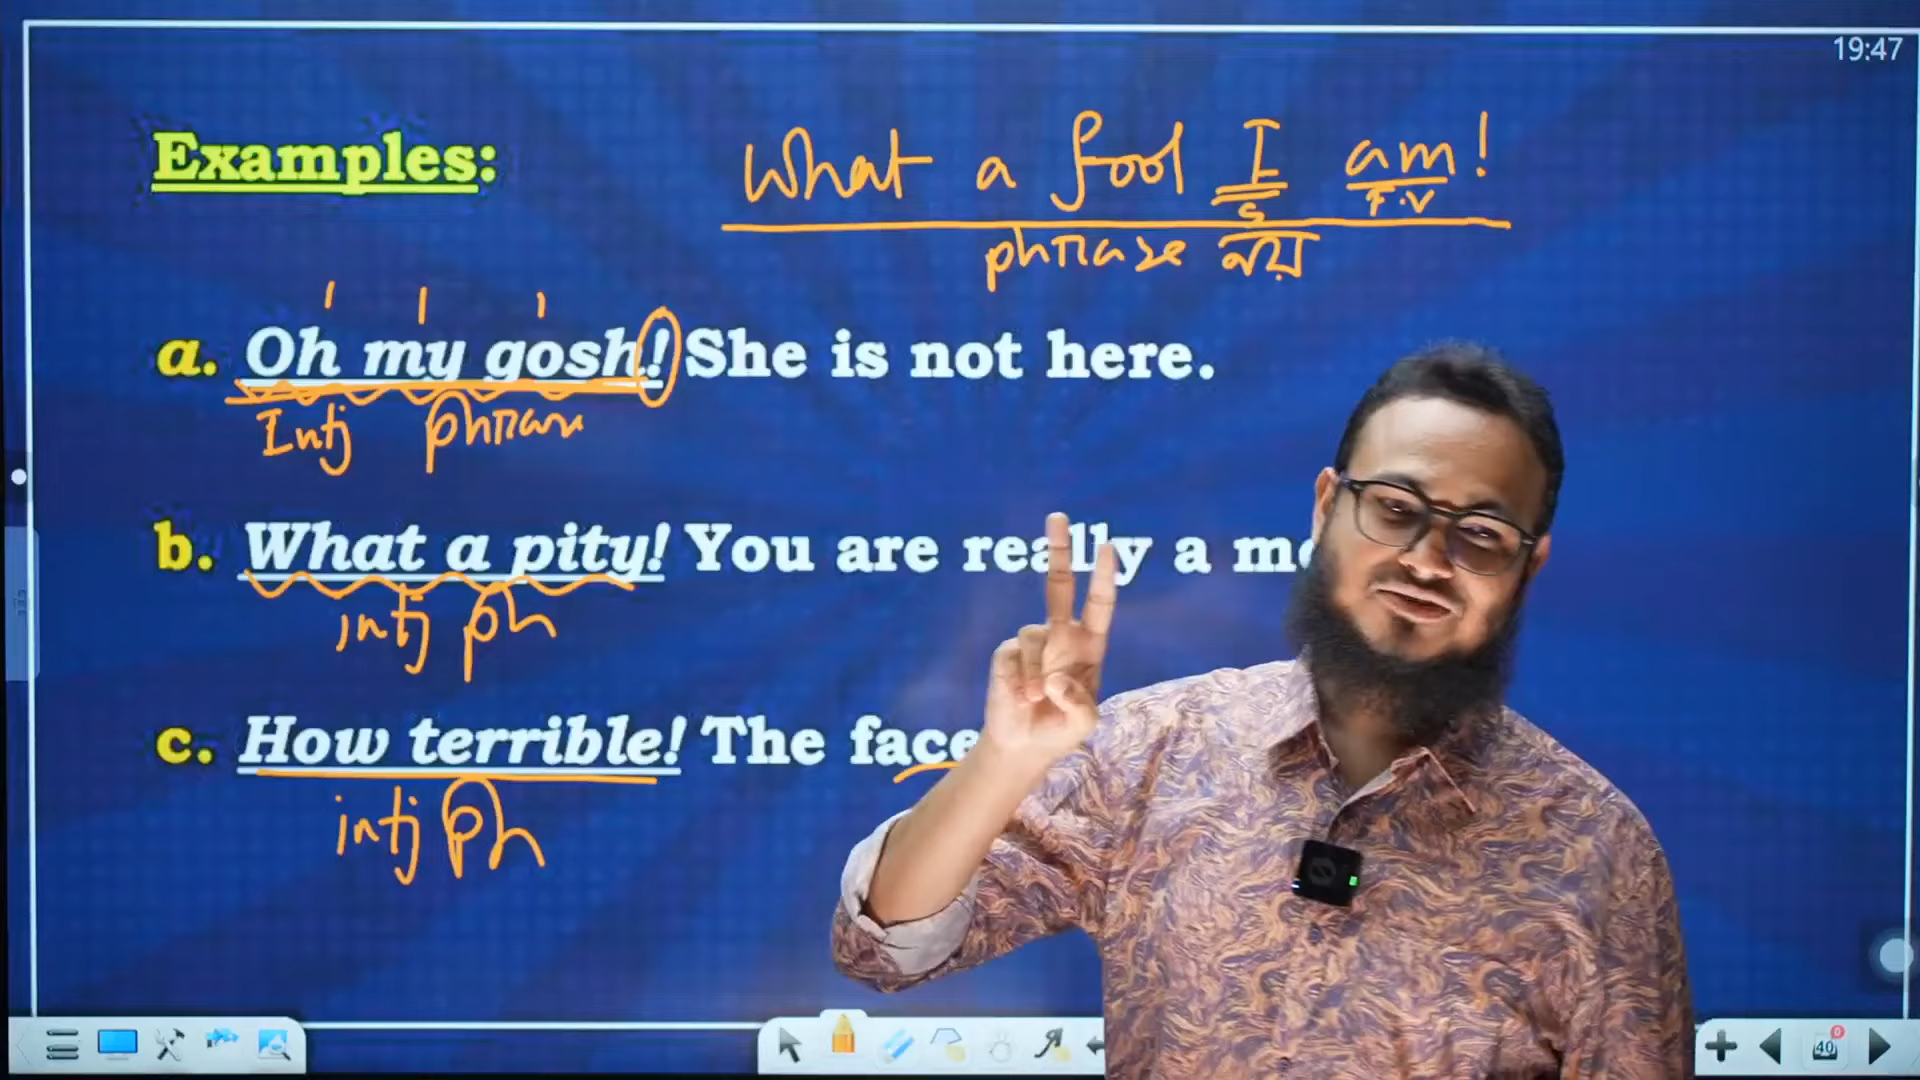 19:47
Examples:
What a fool I am!
S F.V
phrase নয়
a. Oh my gosh! She is not here.
Intj phrase
b. What a pity! You are really a
intj ph
c. How terrible! The face
intj ph
40